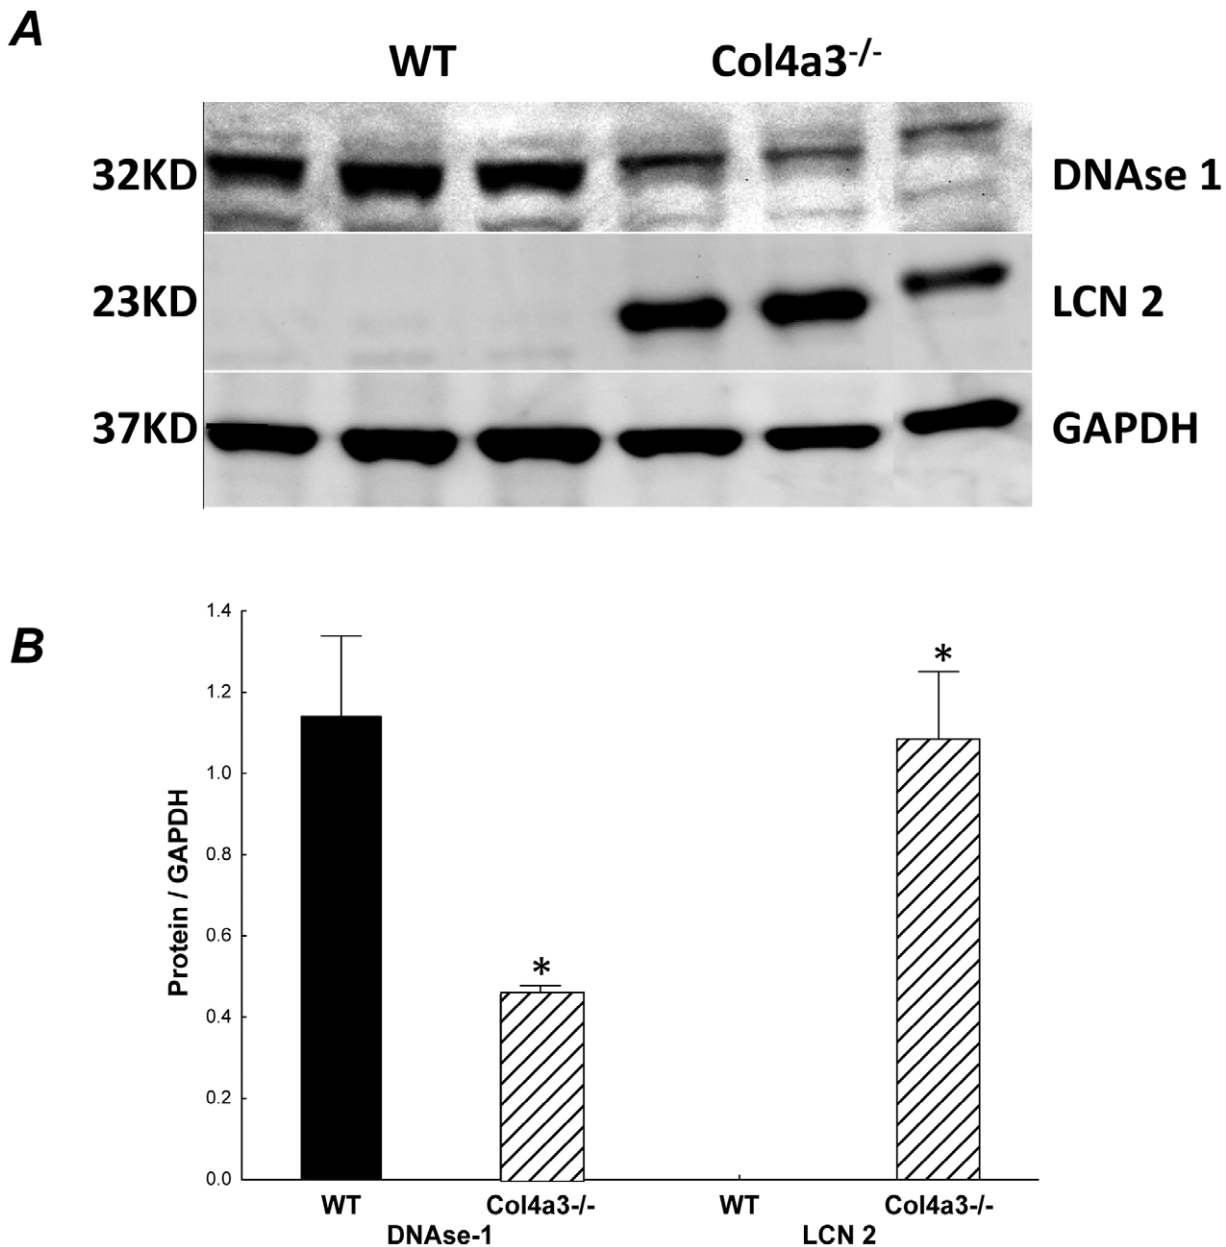 A
WT Col4a3-/-
32KD DNAse 1
23KD LCN 2
37KD GAPDH
B
Protein / GAPDH
1.4
1.2
1.0
0.8
0.6
0.4
0.2
0.0
*
*
WT Col4a3-/- WT Col4a3-/-
DNAse-1 LCN 2